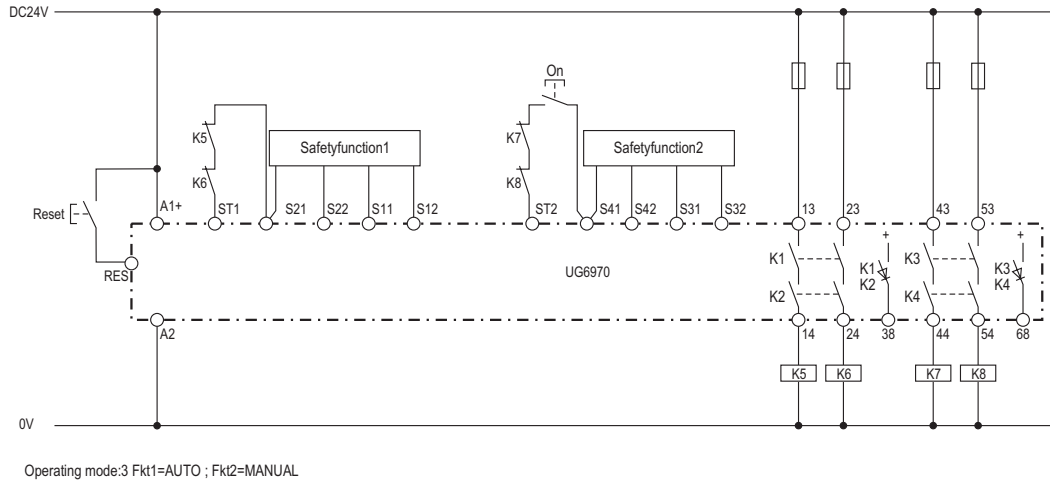 DC24V
On
K5
Safetyfunction1
K7
Safetyfunction2
K6
K8
Reset
A1+
ST1
S21
S22
S11
S12
ST2
S41
S42
S31
S32
13
23
43
53
RES
UG6970
K1
K1
K2
K3
K3
K4
+
+
K2
K4
A2
14
24
38
44
54
68
K5
K6
K7
K8
0V
Operating mode:3 Fkt1=AUTO ; Fkt2=MANUAL